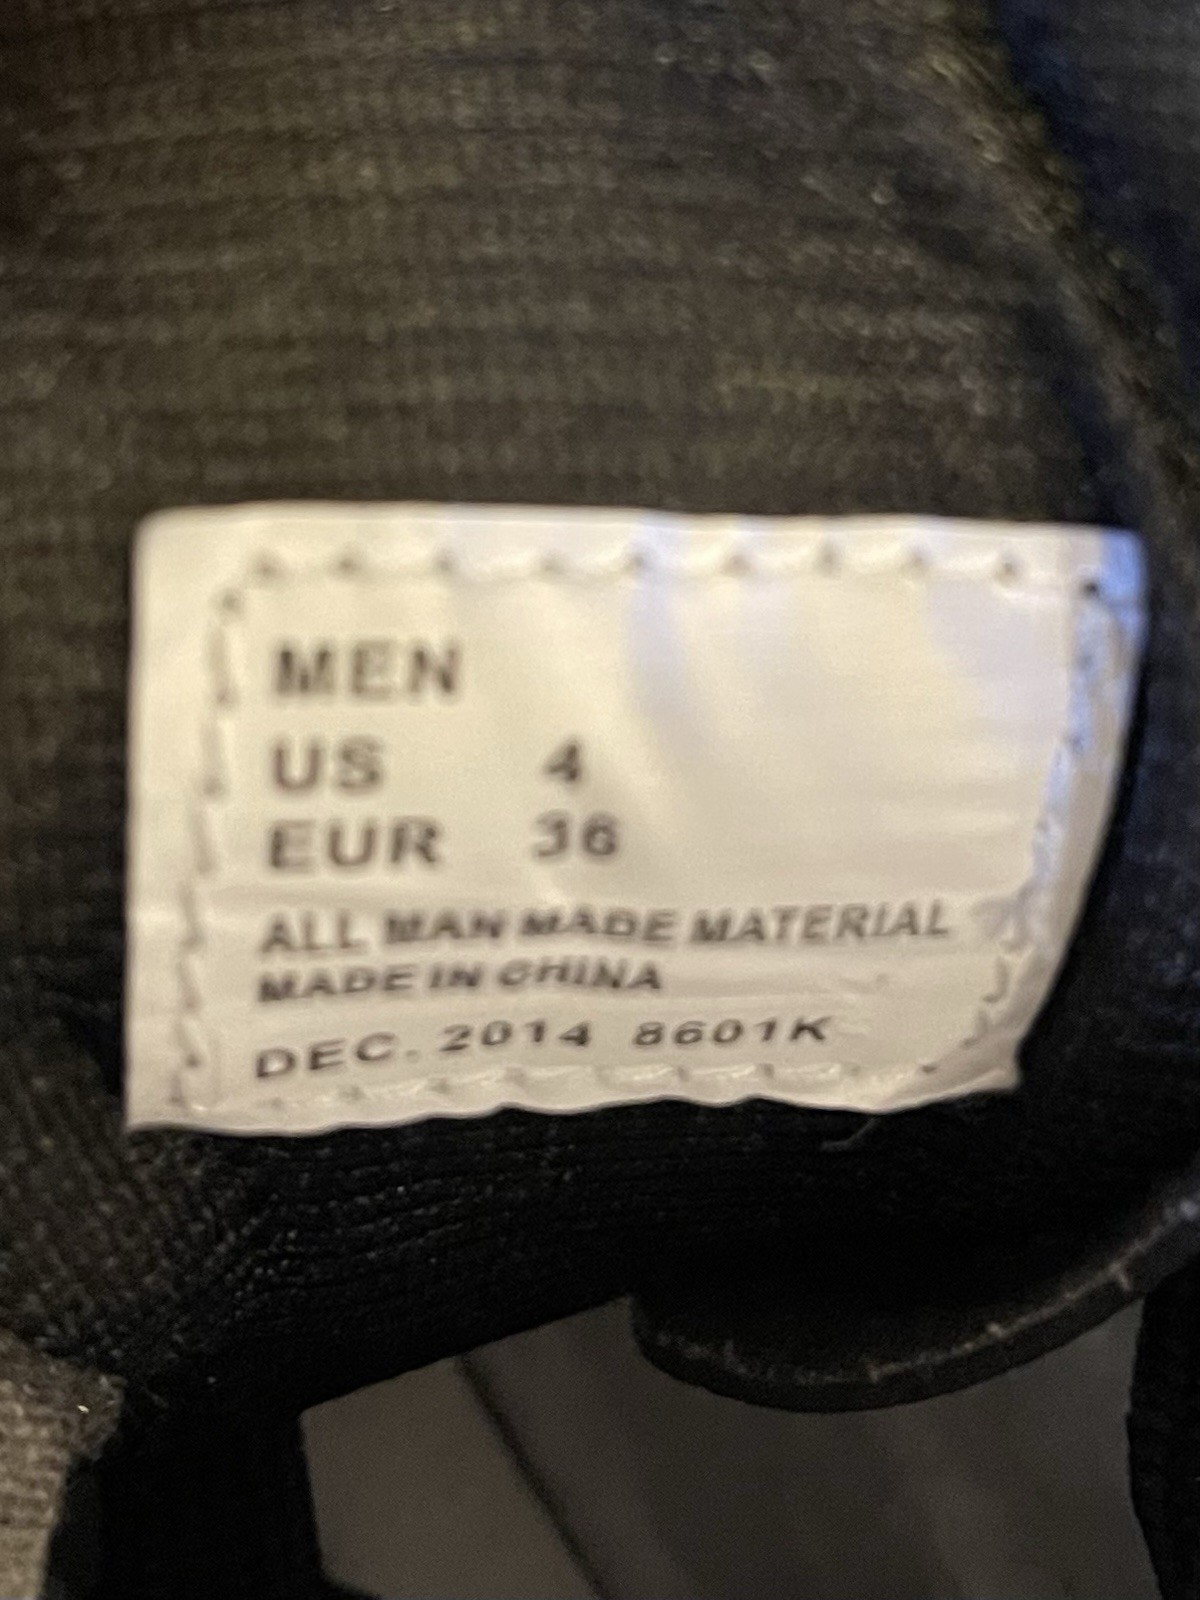 MEN
US 4
EUR 36
ALL MAN MADE MATERIAL
MADE IN CHINA
DEC. 2014 8601K